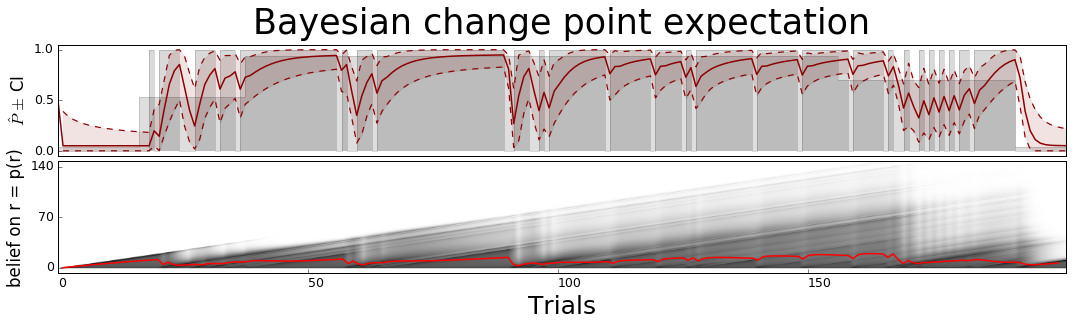 Bayesian change point expectation
P̂ ± CI
1.0
0.5
0.0
belief on r = p(r)
140
70
0
0 50 100 150
Trials